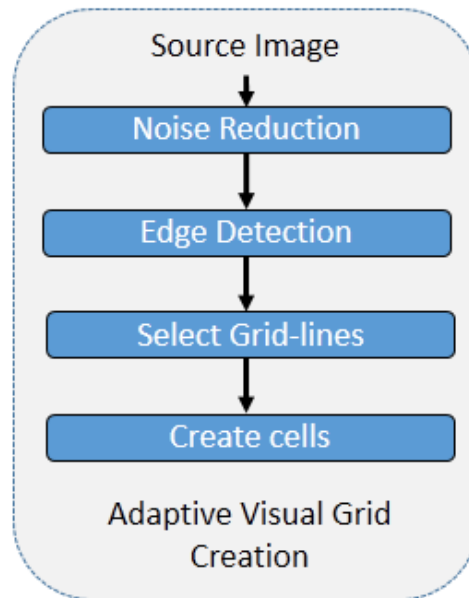 Source Image
Noise Reduction
Edge Detection
Select Grid-lines
Create cells
Adaptive Visual Grid
Creation